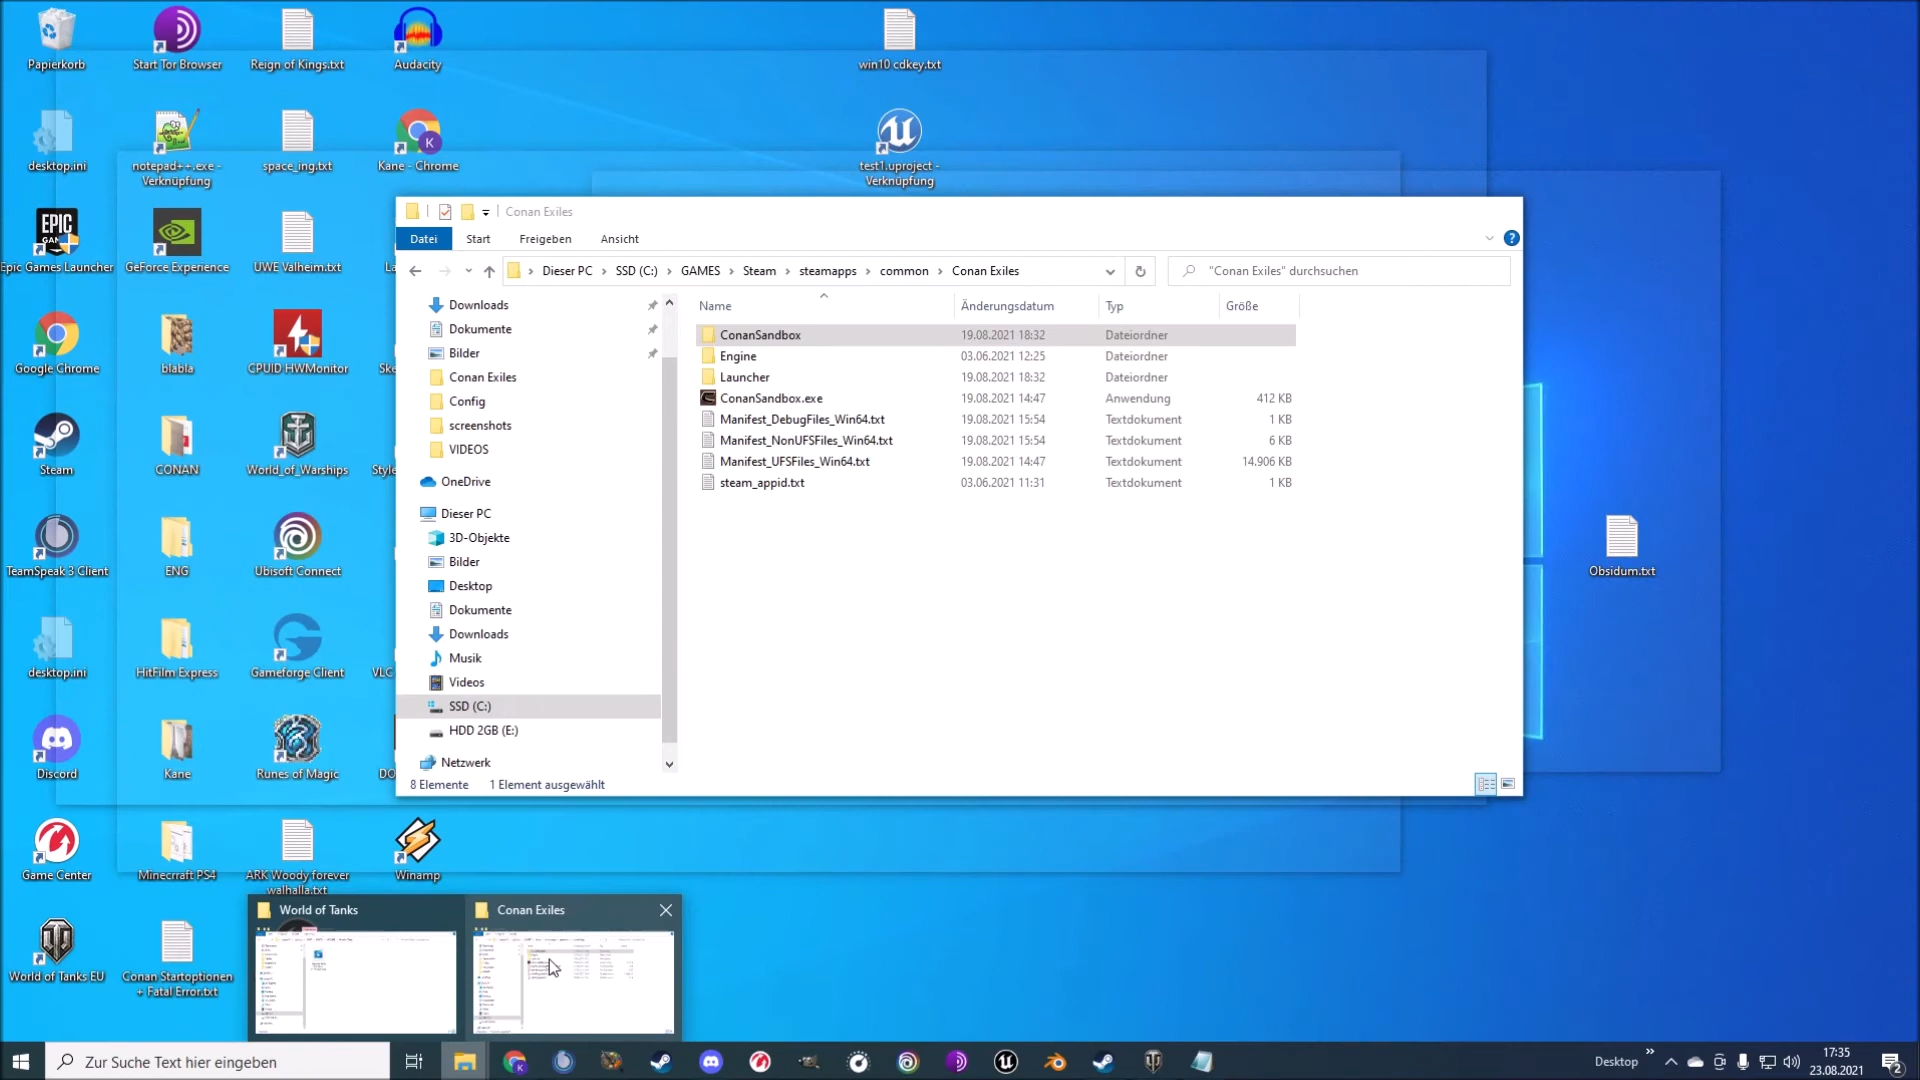 Papierkorb
Start Tor Browser
Reign of Kings.txt
Audacity
win10 cdkey.txt
desktop.ini
notepad++.exe -
Verknüpfung
space_ing.txt
Kane - Chrome
test1.uproject -
Verknüpfung
Epic Games Launcher
GeForce Experience
UWE Valheim.txt
La
Google Chrome
blabla
CPUID HWMonitor
Ske
Steam
CONAN
World_of_Warships
Style
TeamSpeak 3 Client
ENG
Ubisoft Connect
desktop.ini
HitFilm Express
Gameforge Client
VLC
Discord
Kane
Runes of Magic
DO
Game Center
Minecrraft PS4
ARK Woody forever
walhalla.txt
Winamp
World of Tanks EU
Conan Startoptionen
+ Fatal Error.txt
Obsidum.txt
Conan Exiles
Datei
Start
Freigeben
Ansicht
Dieser PC
SSD (C:)
GAMES
Steam
steamapps
common
Conan Exiles
"Conan Exiles" durchsuchen
Downloads
Dokumente
Bilder
Conan Exiles
Config
screenshots
VIDEOS
OneDrive
Dieser PC
3D-Objekte
Bilder
Desktop
Dokumente
Downloads
Musik
Videos
SSD (C:)
HDD 2GB (E:)
Netzwerk
Name Änderungsdatum Typ Größe
ConanSandbox 19.08.2021 18:32 Dateiordner
Engine 03.06.2021 12:25 Dateiordner
Launcher 19.08.2021 18:32 Dateiordner
ConanSandbox.exe 19.08.2021 14:47 Anwendung 412 KB
Manifest_DebugFiles_Win64.txt 19.08.2021 15:54 Textdokument 1 KB
Manifest_NonUFSFiles_Win64.txt 19.08.2021 15:54 Textdokument 6 KB
Manifest_UFSFiles_Win64.txt 19.08.2021 14:47 Textdokument 14.906 KB
steam_appid.txt 03.06.2021 11:31 Textdokument 1 KB
8 Elemente 1 Element ausgewählt
World of Tanks
Conan Exiles
Zur Suche Text hier eingeben
Desktop
17:35
23.08.2021
2